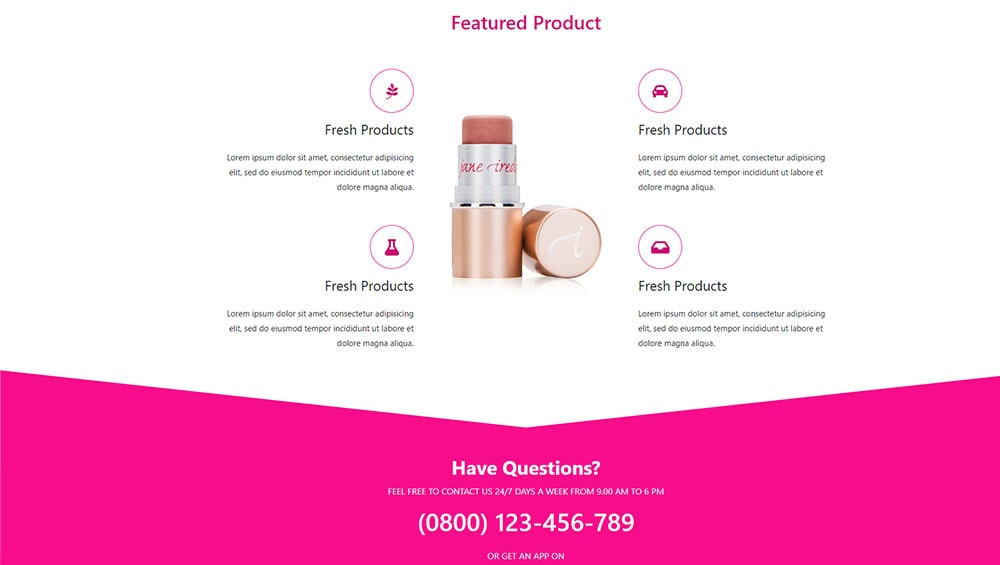 Featured Product
Fresh Products
Lorem ipsum dolor sit amet, consectetur adipisicing
elit, sed do eiusmod tempor incididunt ut labore et
dolore magna aliqua.
Fresh Products
Lorem ipsum dolor sit amet, consectetur adipisicing
elit, sed do eiusmod tempor incididunt ut labore et
dolore magna aliqua.
jane ired
i
Fresh Products
Lorem ipsum dolor sit amet, consectetur adipisicing
elit, sed do eiusmod tempor incididunt ut labore et
dolore magna aliqua.
Fresh Products
Lorem ipsum dolor sit amet, consectetur adipisicing
elit, sed do eiusmod tempor incididunt ut labore et
dolore magna aliqua.
Have Questions?
FEEL FREE TO CONTACT US 24/7 DAYS A WEEK FROM 9.00 AM TO 6 PM
(0800) 123-456-789
OR GET AN APP ON